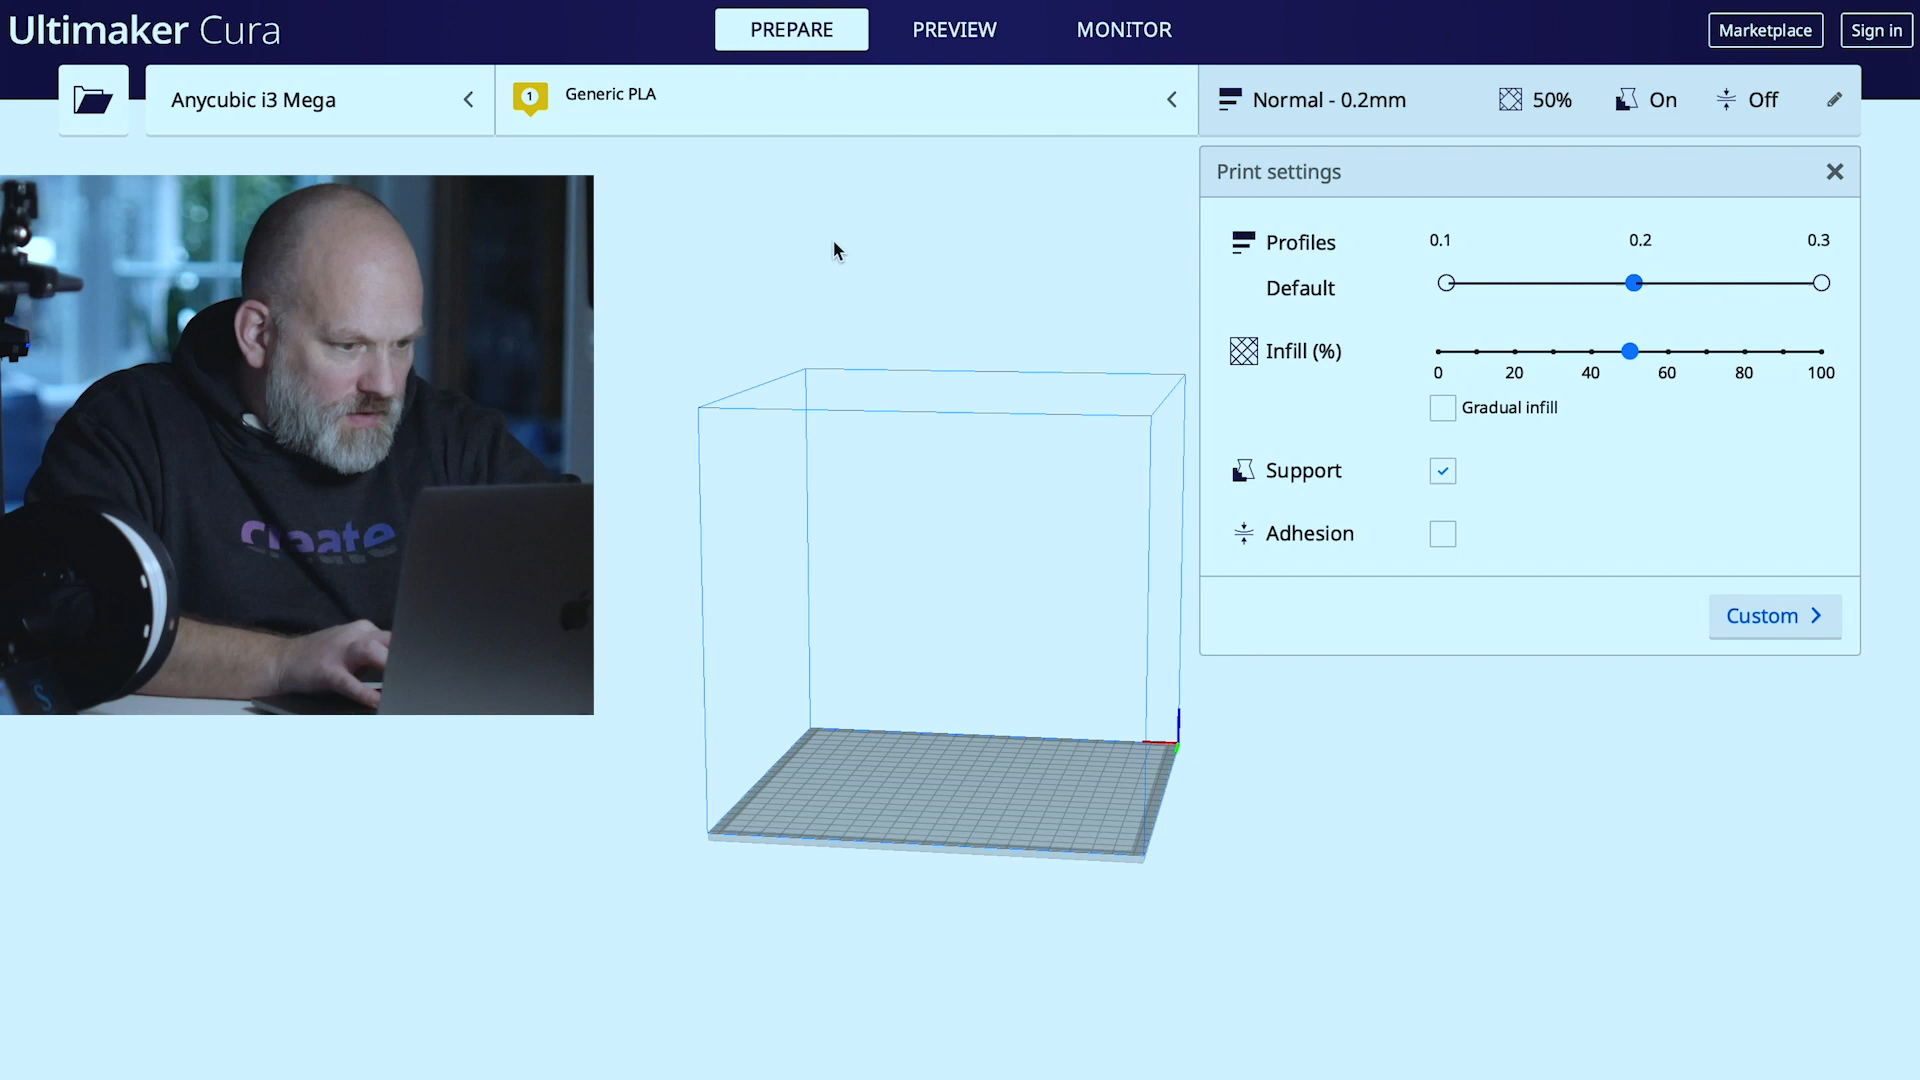 Ultimaker Cura
PREPARE
PREVIEW
MONITOR
Marketplace
Sign in
Anycubic i3 Mega
1
Generic PLA
Normal - 0.2mm
50%
On
Off
Print settings
Profiles
0.1 0.2 0.3
Default
Infill (%)
0 20 40 60 80 100
Gradual infill
Support
Adhesion
Custom
create